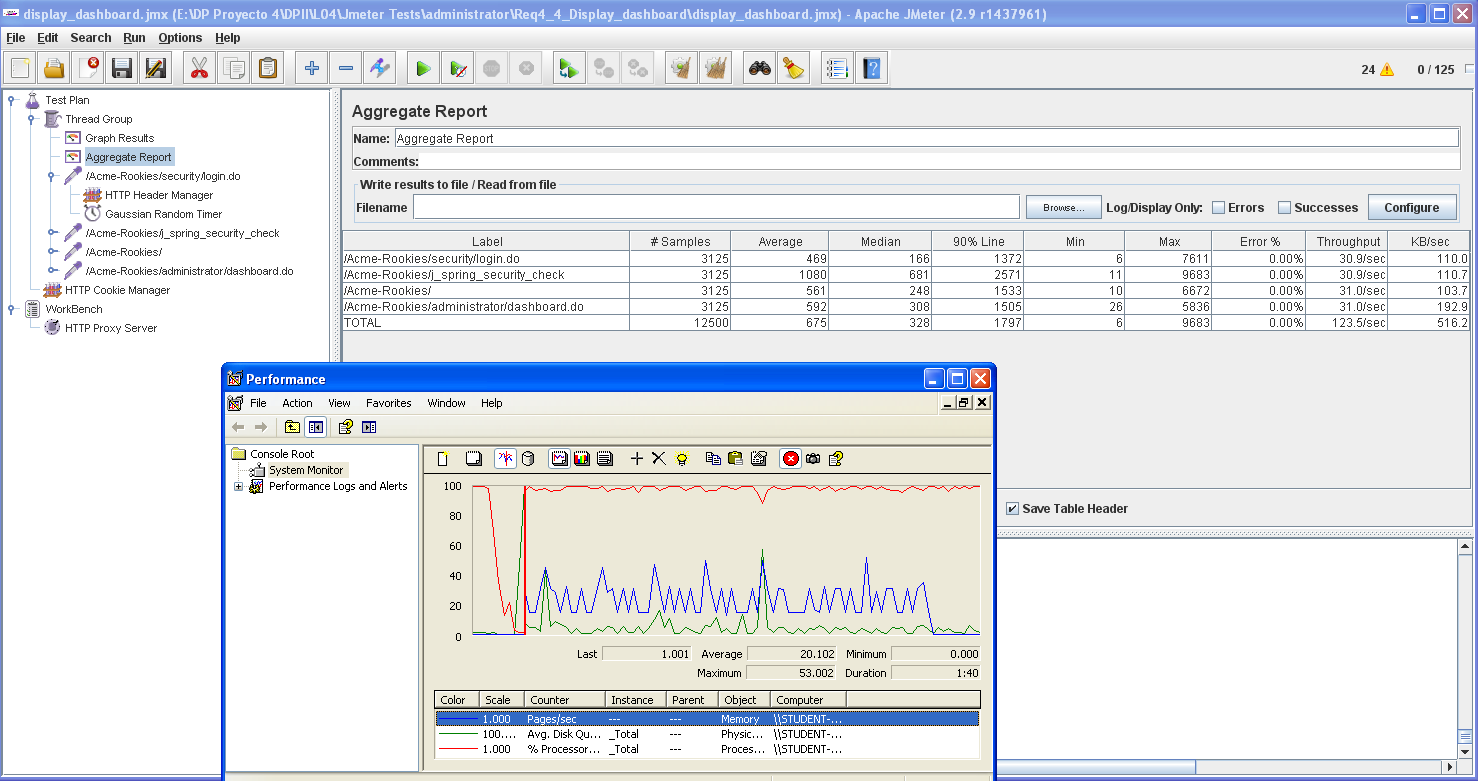 display_dashboard.jmx (E:\DP Proyecto 4\DPII\L04\Jmeter Tests\administrator\Req4_4_Display_dashboard\display_dashboard.jmx) - Apache JMeter (2.9 r1437961)
File Edit Search Run Options Help
24 0 / 125
Test Plan
Thread Group
Graph Results
Aggregate Report
/Acme-Rookies/security/login.do
HTTP Header Manager
Gaussian Random Timer
/Acme-Rookies/j_spring_security_check
/Acme-Rookies/
/Acme-Rookies/administrator/dashboard.do
HTTP Cookie Manager
WorkBench
HTTP Proxy Server
Aggregate Report
Name: Aggregate Report
Comments:
Write results to file / Read from file
Filename Browse... Log/Display Only: Errors Successes Configure
Label # Samples Average Median 90% Line Min Max Error % Throughput KB/sec
/Acme-Rookies/security/login.do 3125 469 166 1372 6 7611 0.00% 30.9/sec 110.0
/Acme-Rookies/j_spring_security_check 3125 1080 681 2571 11 9683 0.00% 30.9/sec 110.7
/Acme-Rookies/ 3125 561 248 1533 10 6672 0.00% 31.0/sec 103.7
/Acme-Rookies/administrator/dashboard.do 3125 592 308 1505 26 5836 0.00% 31.0/sec 192.9
TOTAL 12500 675 328 1797 6 9683 0.00% 123.5/sec 516.2
Save Table Header
Performance
File Action View Favorites Window Help
Console Root
System Monitor
Performance Logs and Alerts
100
80
60
40
20
0
Last 1.001 Average 20.102 Minimum 0.000
Maximum 53.002 Duration 1:40
Color Scale Counter Instance Parent Object Computer
1.000 Pages/sec --- --- Memory \\STUDENT-...
100.... Avg. Disk Qu... _Total --- Physic... \\STUDENT-...
1.000 % Processor... _Total --- Proces... \\STUDENT-...